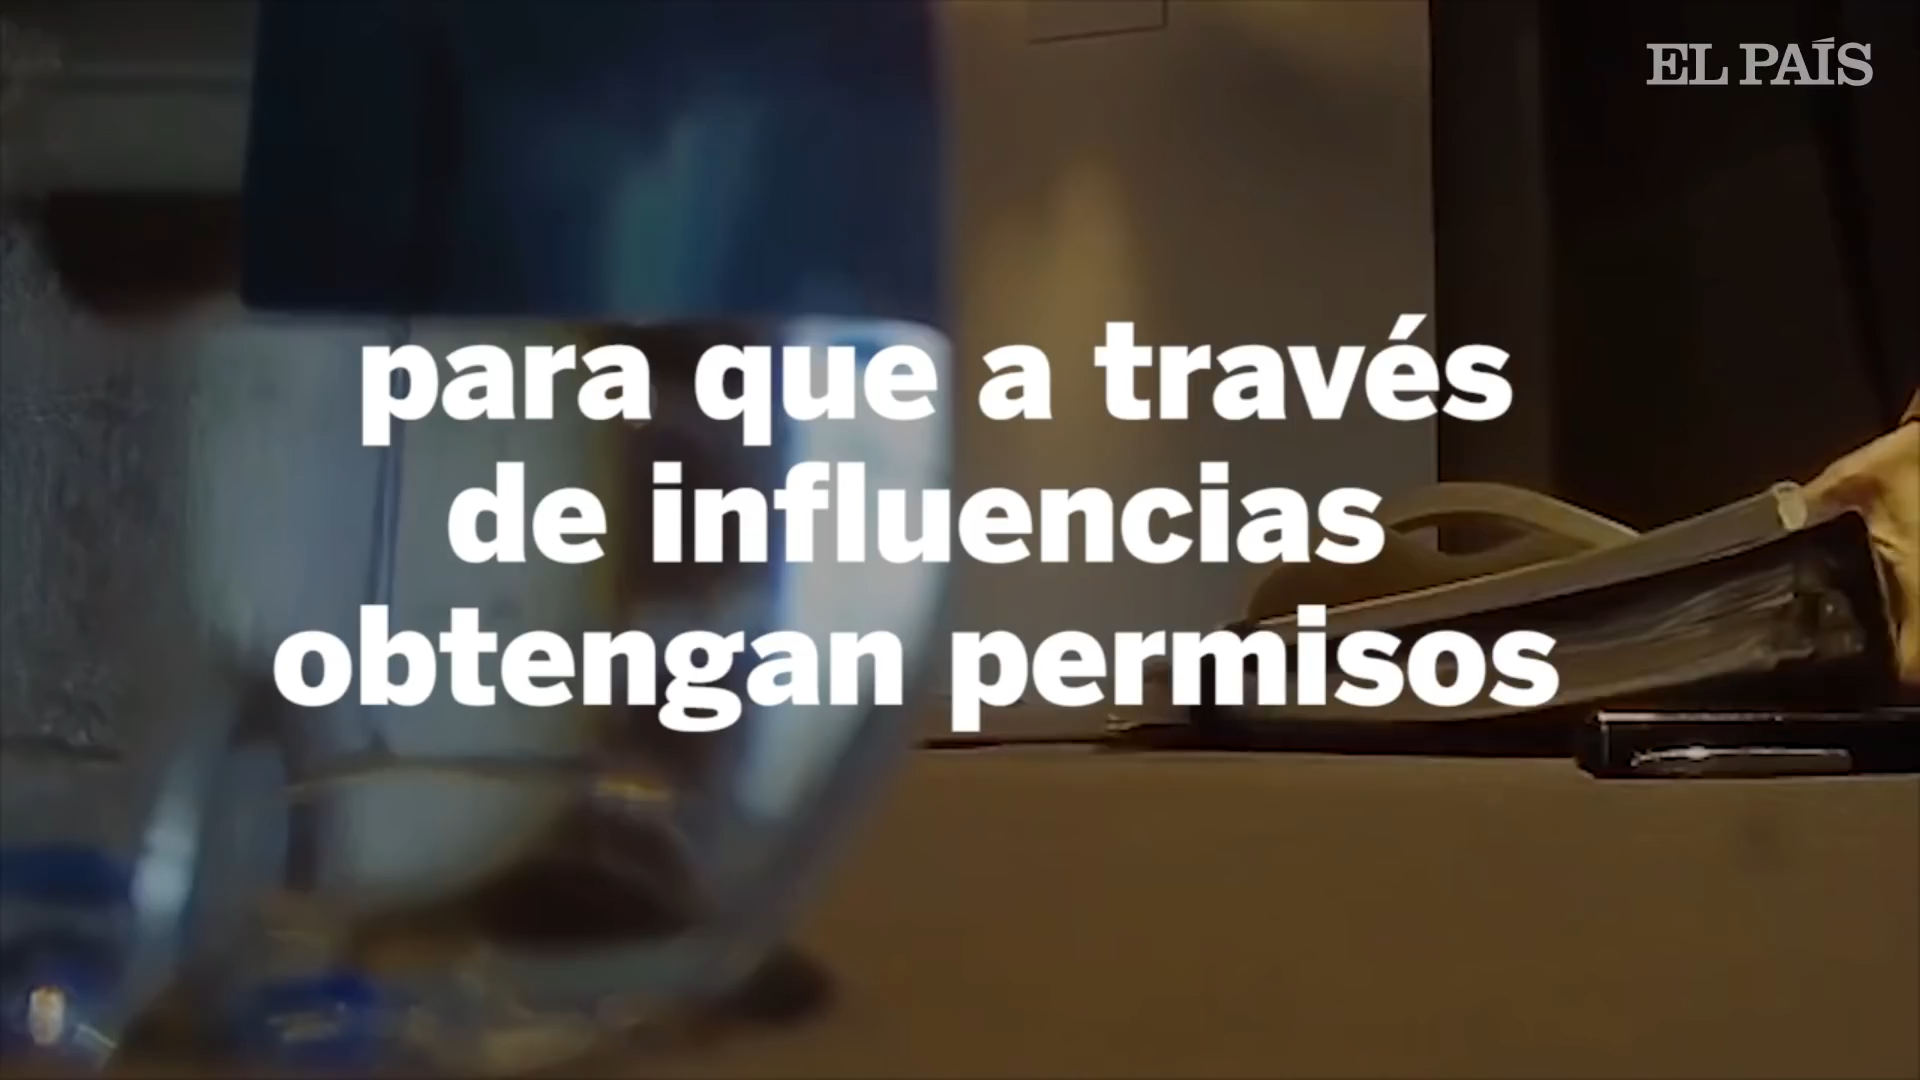 EL PAÍS
para que a través
de influencias
obtengan permisos